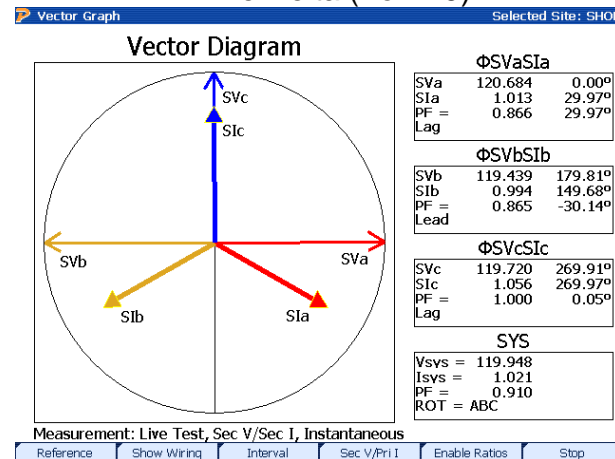 Vector Graph
Selected Site: SHO
Vector Diagram
SVc
SIc
SVb
SVa
SIb
SIa
ΦSVaSIa
SVa 120.684 0.00º
SIa 1.013 29.97º
PF = 0.866 29.97º
Lag
ΦSVbSIb
SVb 119.439 179.81º
SIb 0.994 149.68º
PF = 0.865 -30.14º
Lead
ΦSVcSIc
SVc 119.720 269.91º
SIc 1.056 269.97º
PF = 1.000 0.05º
Lag
SYS
Vsys = 119.948
Isys = 1.021
PF = 0.910
ROT = ABC
Measurement: Live Test, Sec V/Sec I, Instantaneous
Reference Show Wiring Interval Sec V/Pri I Enable Ratios Stop